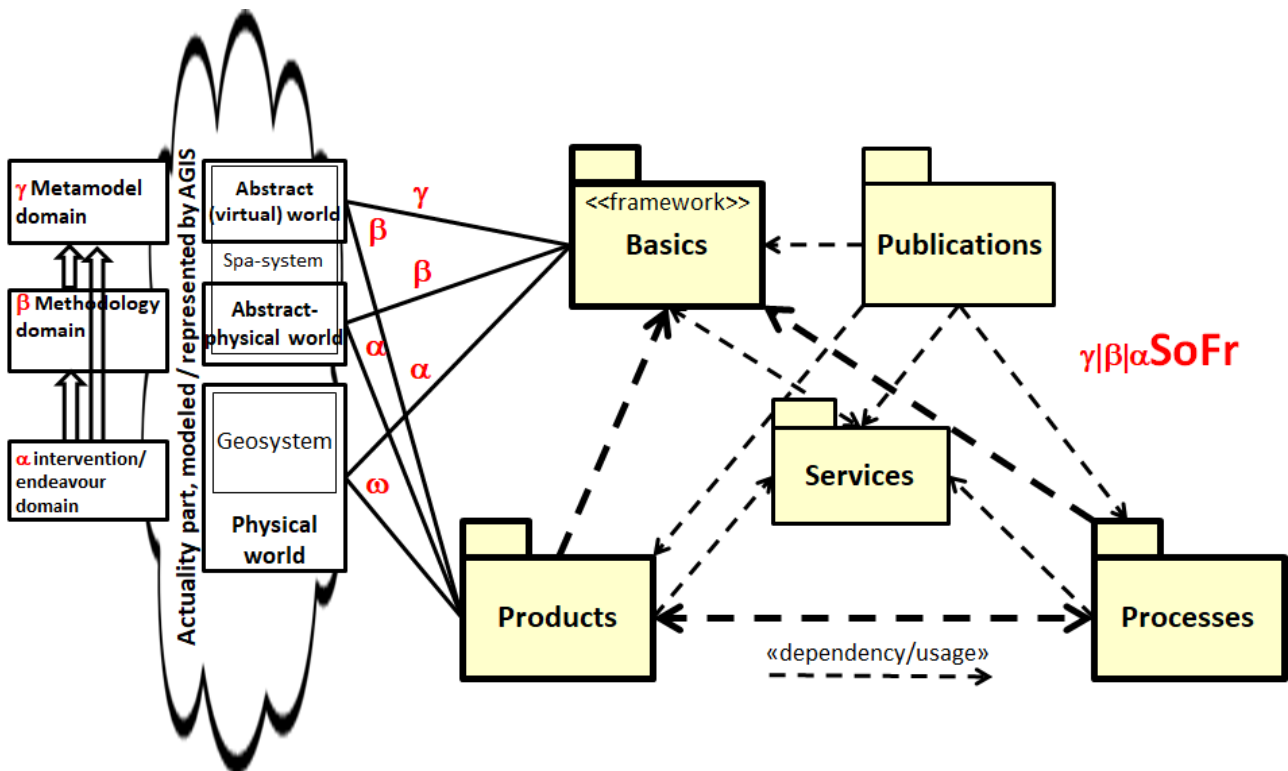 γ Metamodel
domain
β Methodology
domain
α intervention/
endeavour
domain
Actuality part, modeled / represented by AGIS
Abstract
(virtual) world
Spa-system
Abstract-
physical world
Geosystem
Physical
world
γ
β
β
α
α
ω
<<framework>>
Basics
Publications
γ|β|αSoFr
Services
Products
Processes
«dependency/usage»